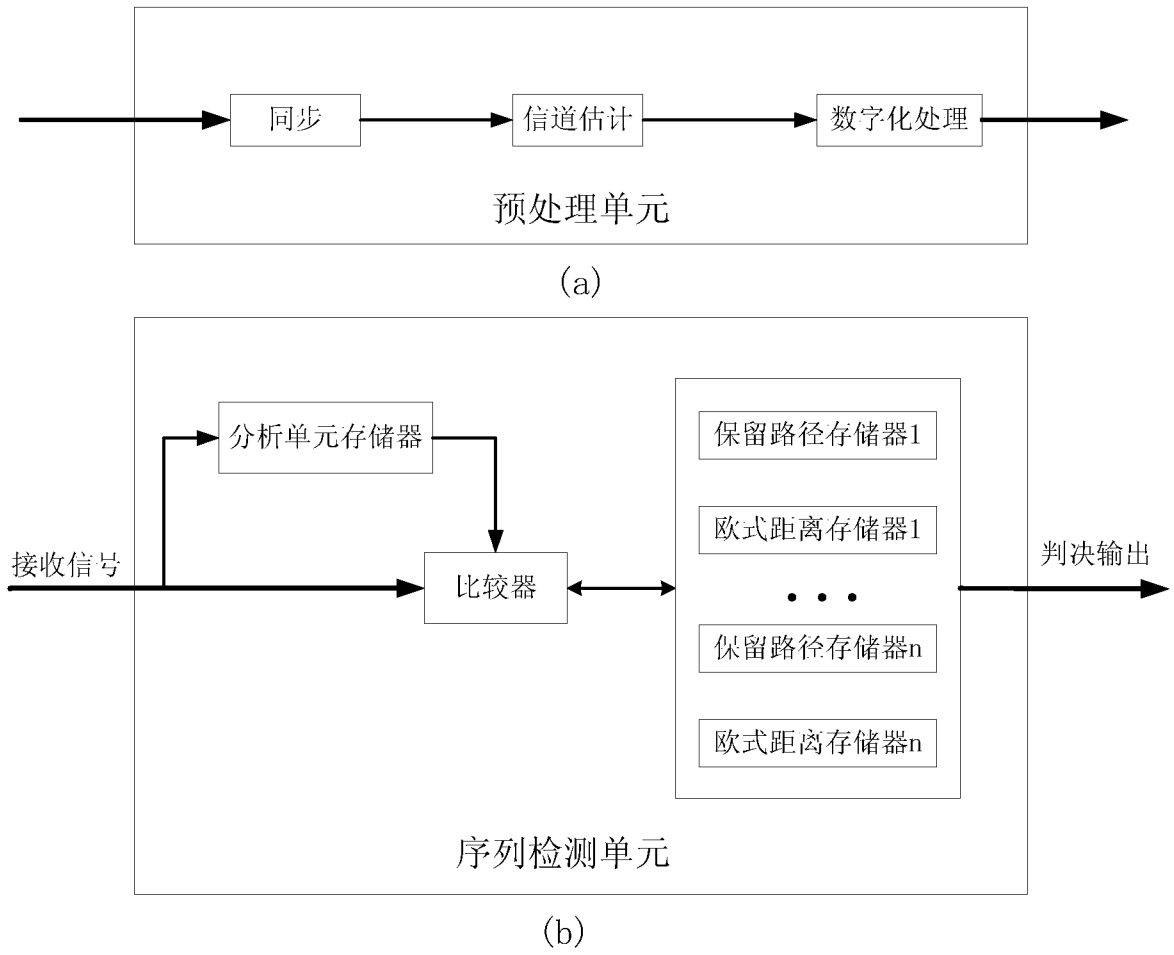 同步
信道估计
数字化处理
预处理单元
(a)
分析单元存储器
保留路径存储器1
欧式距离存储器1
接收信号
比较器
判决输出
保留路径存储器n
欧式距离存储器n
序列检测单元
(b)